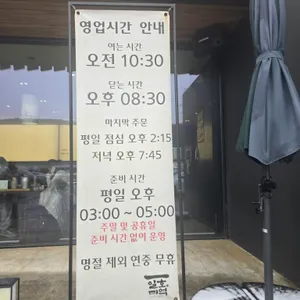 영업시간 안내
여는 시간
오전 10:30
닫는 시간
오후 08:30
마지막 주문
평일 점심 오후 2:15
저녁 오후 7:45
준비 시간
평일 오후
03:00 ~ 05:00
주말 및 공휴일
준비 시간 없이 운영
명절 제외 연중 무휴